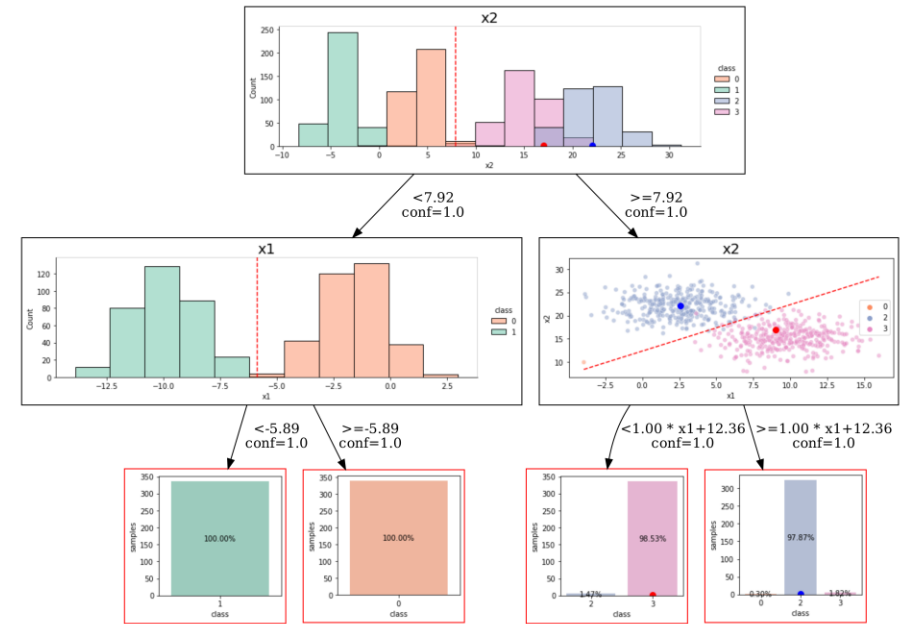 x2
250
200
150
100
50
0
Count
−10 −5 0 5 10 15 20 25 30
x2
class
0
1
2
3
<7.92
conf=1.0
>=7.92
conf=1.0
x1
120
100
80
60
40
20
0
Count
−12.5 −10.0 −7.5 −5.0 −2.5 0.0 2.5
x1
class
0
1
x2
30
25
20
15
10
x2
−2.5 0.0 2.5 5.0 7.5 10.0 12.5 15.0
x1
0
2
3
<-5.89
conf=1.0
>=-5.89
conf=1.0
<1.00 * x1+12.36
conf=1.0
>=1.00 * x1+12.36
conf=1.0
350
300
250
200
150
100
50
0
samples
100.00%
1
class
350
300
250
200
150
100
50
0
samples
100.00%
0
class
350
300
250
200
150
100
50
0
samples
1.47%
98.53%
2 3
class
300
250
200
150
100
50
0
samples
0.30%
97.87%
1.82%
0 2 3
class